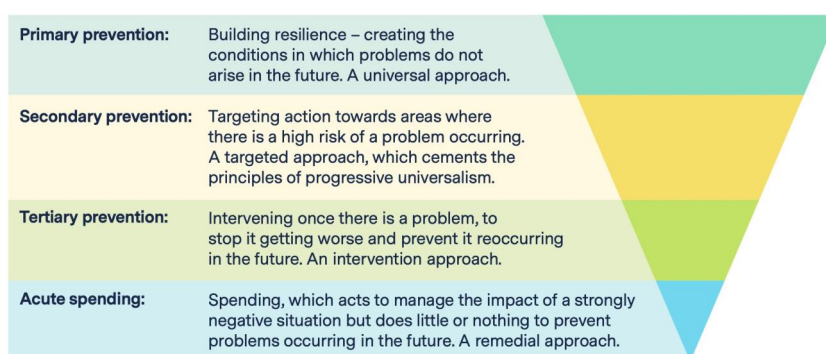 Primary prevention: Building resilience – creating the
conditions in which problems do not
arise in the future. A universal approach.
Secondary prevention: Targeting action towards areas where
there is a high risk of a problem occurring.
A targeted approach, which cements the
principles of progressive universalism.
Tertiary prevention: Intervening once there is a problem, to
stop it getting worse and prevent it reoccurring
in the future. An intervention approach.
Acute spending: Spending, which acts to manage the impact of a strongly
negative situation but does little or nothing to prevent
problems occurring in the future. A remedial approach.